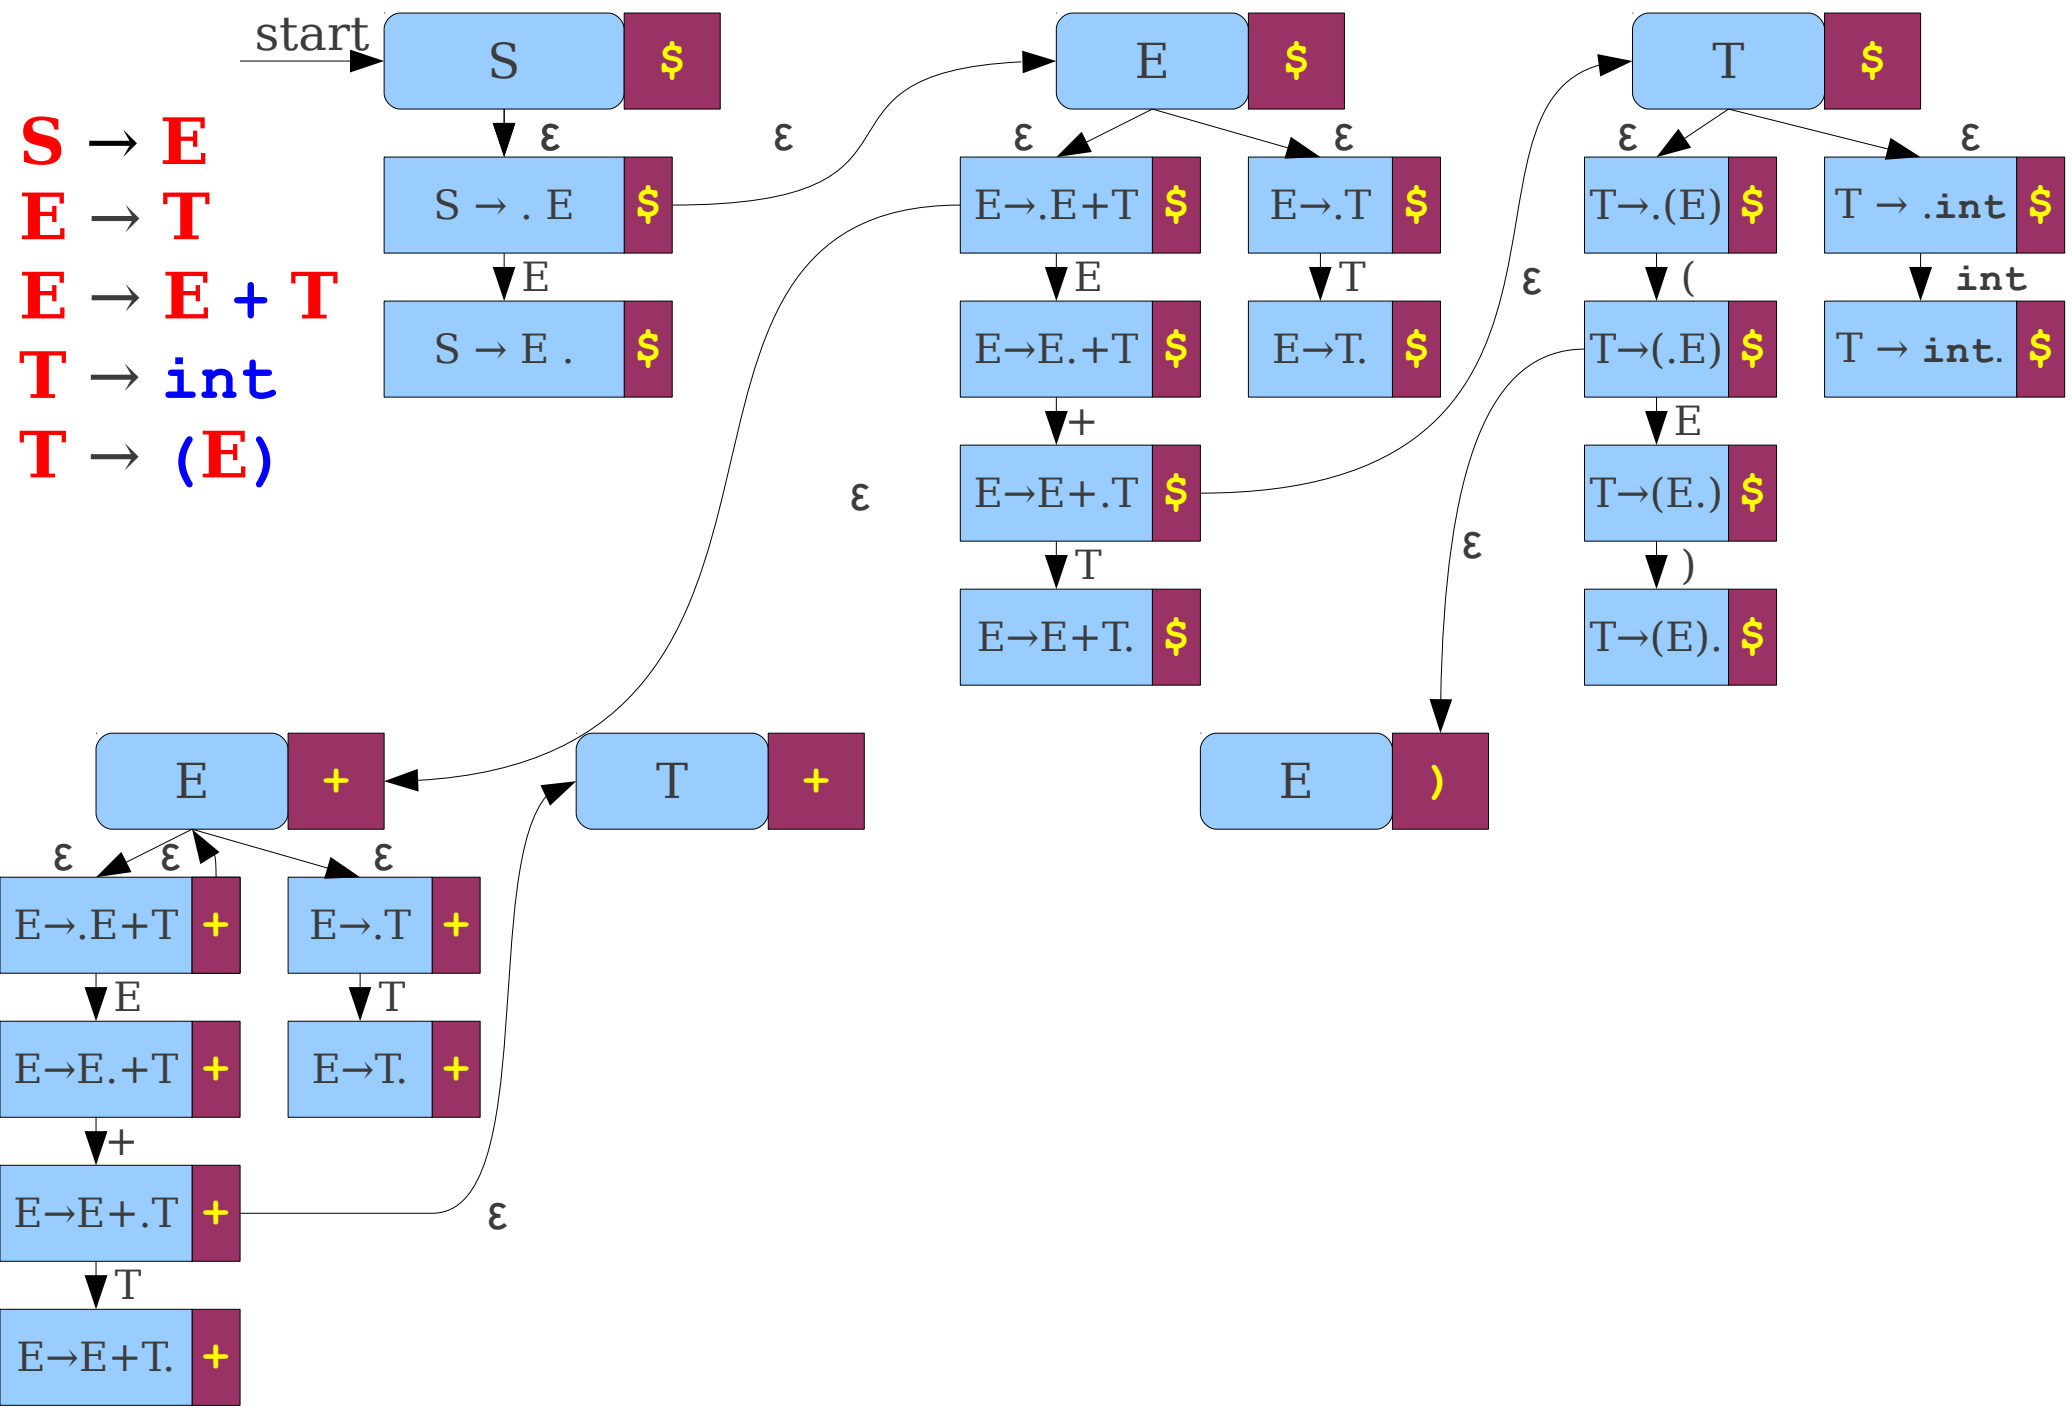 start
S $
E $
T $
S → E
E → T
E → E + T
T → int
T → (E)
ε
ε
ε
ε
ε
ε
S → . E $
E→.E+T $
E→.T $
T→.(E) $
T → .int $
E
E
T
ε
(
int
S → E . $
E→E.+T $
E→T. $
T→(.E) $
T → int. $
+
E
ε
E→E+.T $
T→(E.) $
T
ε
)
E→E+T. $
T→(E). $
E +
T +
E )
ε
ε
ε
E→.E+T +
E→.T +
E
T
E→E.+T +
E→T. +
+
E→E+.T +
ε
T
E→E+T. +